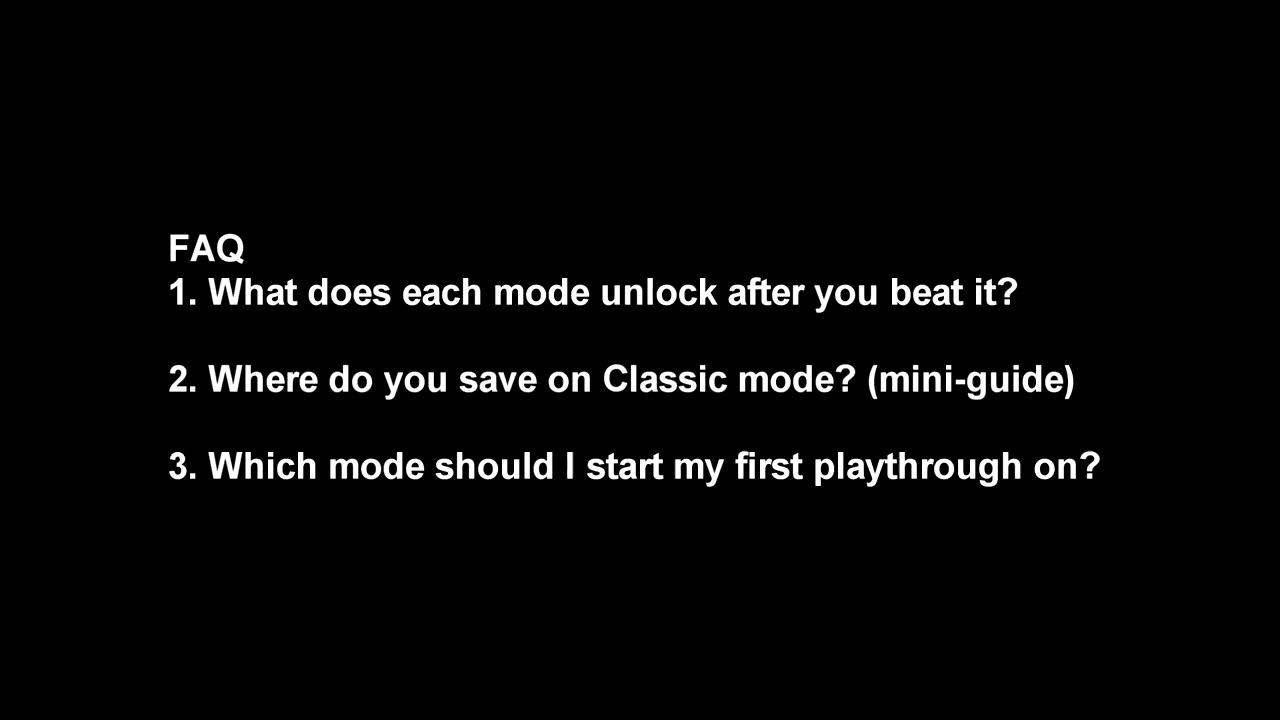 FAQ
1. What does each mode unlock after you beat it?
2. Where do you save on Classic mode? (mini-guide)
3. Which mode should I start my first playthrough on?